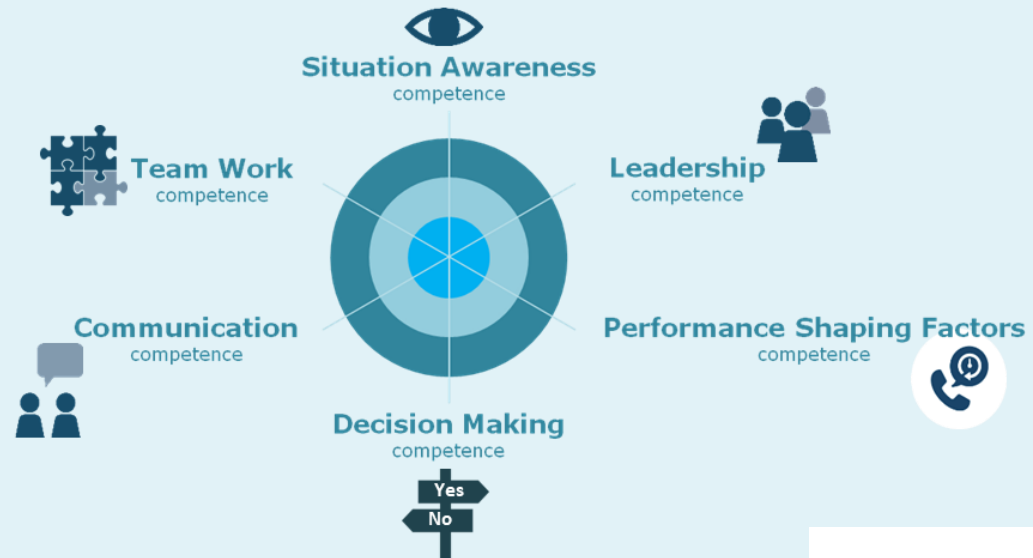 Situation Awareness
competence
Team Work
competence
Leadership
competence
Communication
competence
Performance Shaping Factors
competence
Decision Making
competence
Yes
No